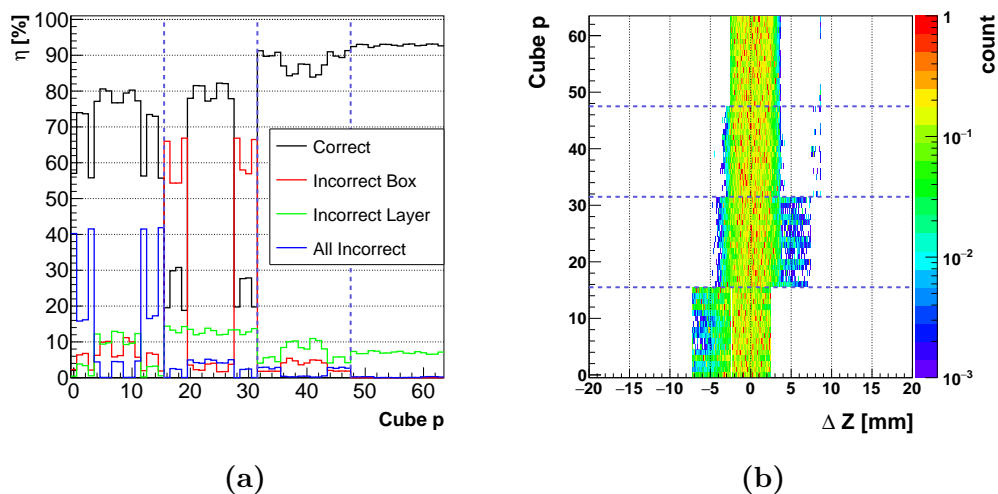 η [%]
100
90
80
70
60
50
40
30
20
10
0
Correct
Incorrect Box
Incorrect Layer
All Incorrect
0 10 20 30 40 50 60
Cube p
(a)
Cube p
60
50
40
30
20
10
0
−20 −15 −10 −5 0 5 10 15 20
Δ Z [mm]
1
10⁻¹
10⁻²
10⁻³
count
(b)